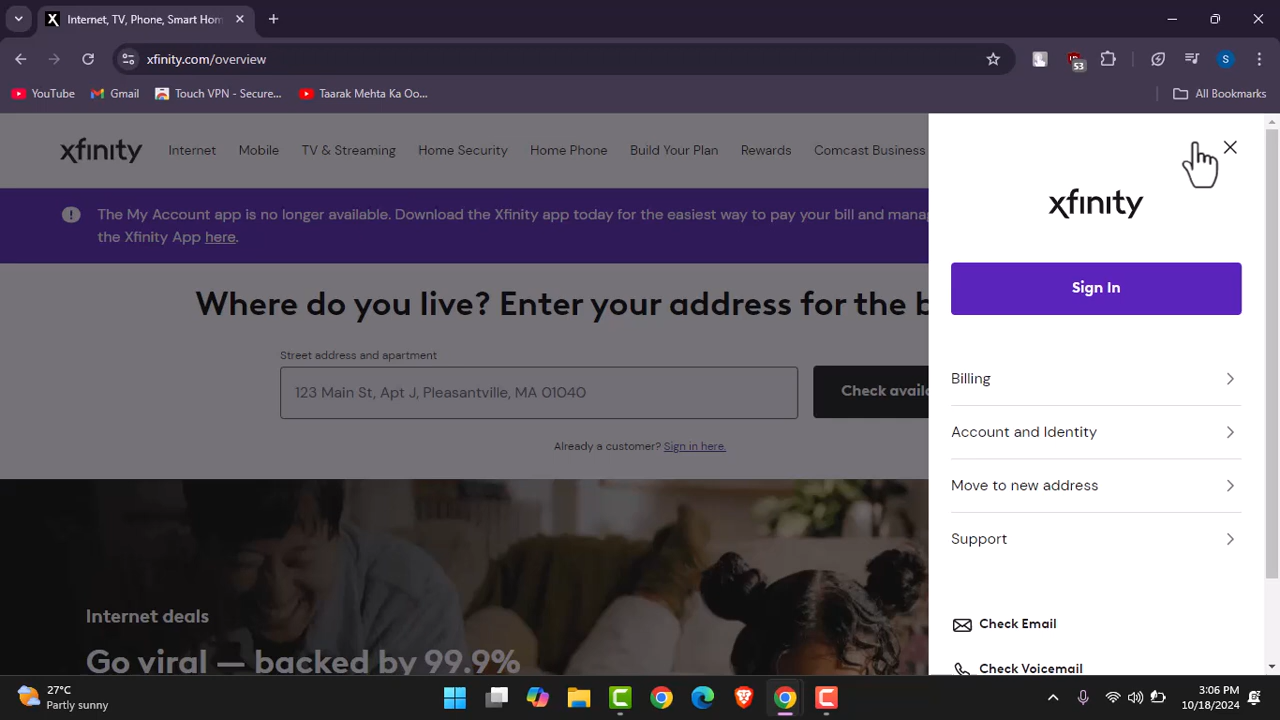 Internet, TV, Phone, Smart Hom
xfinity.com/overview
53
S
YouTube
Gmail
Touch VPN - Secure...
Taarak Mehta Ka Oo...
All Bookmarks
xfinity
Internet
Mobile
TV & Streaming
Home Security
Home Phone
Build Your Plan
Rewards
Comcast Business
The My Account app is no longer available. Download the Xfinity app today for the easiest way to pay your bill and mana
the Xfinity App here.
Where do you live? Enter your address for the b
Street address and apartment
123 Main St, Apt J, Pleasantville, MA 01040
Check availa
Already a customer? Sign in here.
Internet deals
Go viral — backed by 99.9%
xfinity
Sign In
Billing
Account and Identity
Move to new address
Support
Check Email
Check Voicemail
27°C
Partly sunny
3:06 PM
10/18/2024